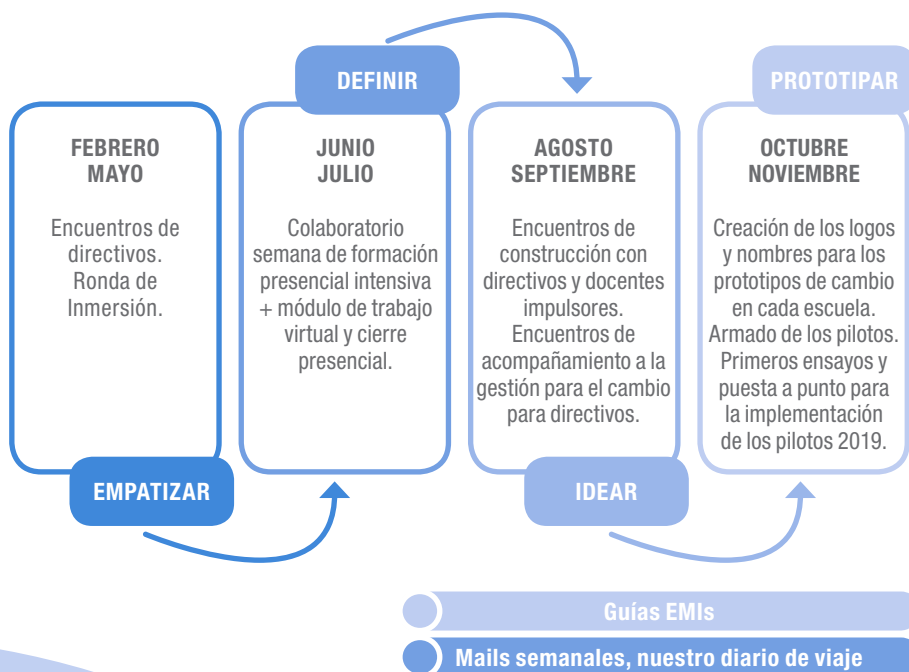 FEBRERO
MAYO
Encuentros de
directivos.
Ronda de
Inmersión.
EMPATIZAR
DEFINIR
JUNIO
JULIO
Colaboratorio
semana de formación
presencial intensiva
+ módulo de trabajo
virtual y cierre
presencial.
AGOSTO
SEPTIEMBRE
Encuentros de
construcción con
directivos y docentes
impulsores.
Encuentros de
acompañamiento a la
gestión para el cambio
para directivos.
IDEAR
PROTOTIPAR
OCTUBRE
NOVIEMBRE
Creación de los logos
y nombres para los
prototipos de cambio
en cada escuela.
Armado de los pilotos.
Primeros ensayos y
puesta a punto para
la implementación
de los pilotos 2019.
Guías EMIs
Mails semanales, nuestro diario de viaje